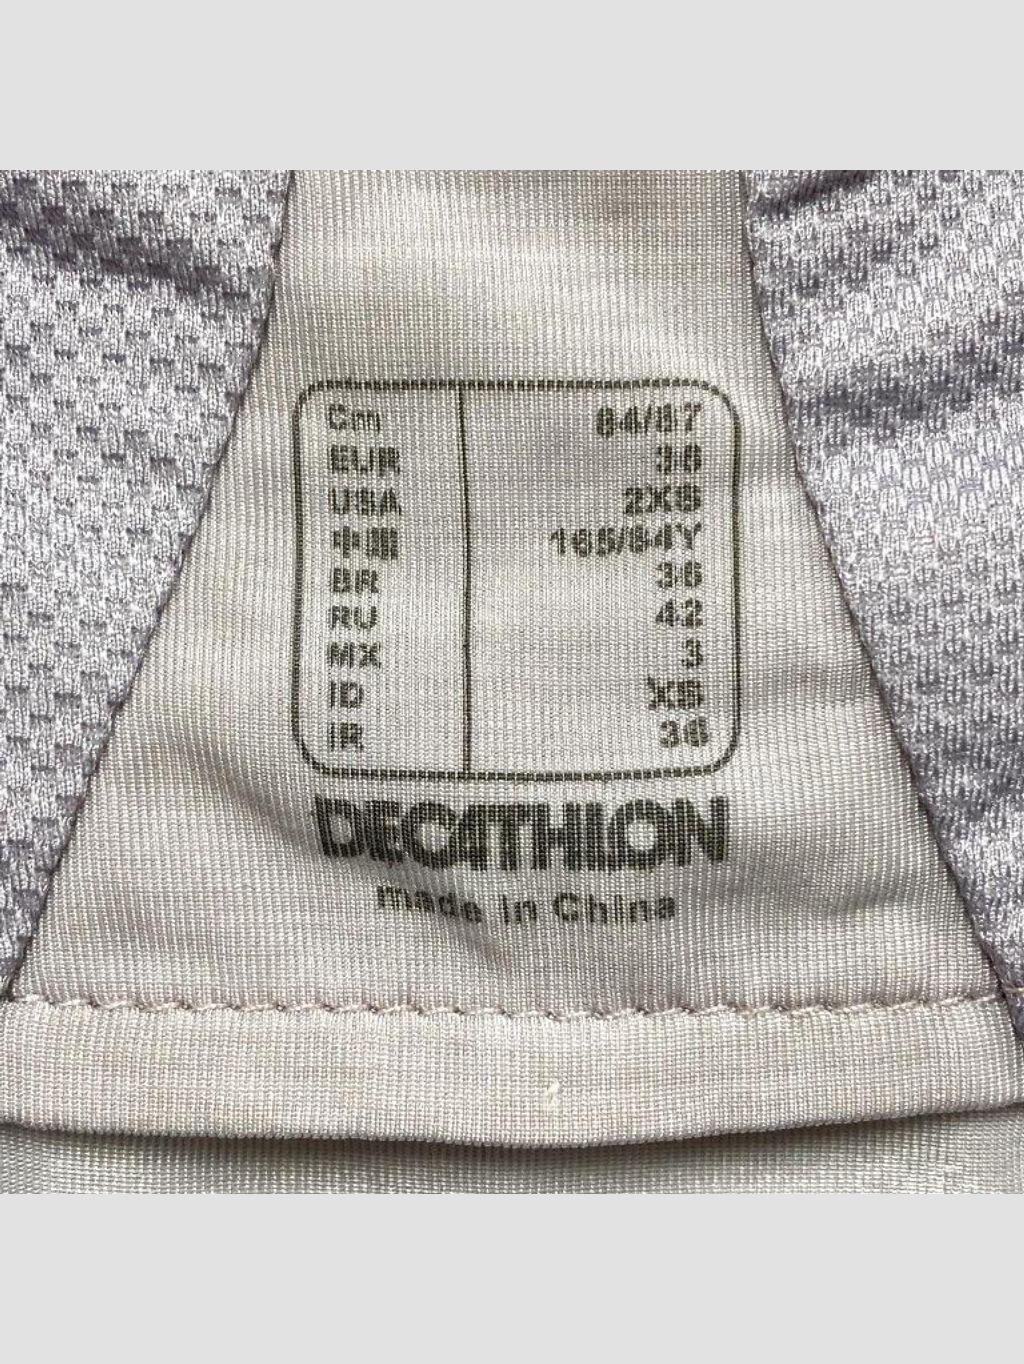 Cm 84/87
EUR 36
USA 2XS
中国 165/84Y
BR 36
RU 42
MX 3
ID XS
IR 36
DECATHLON
made in China